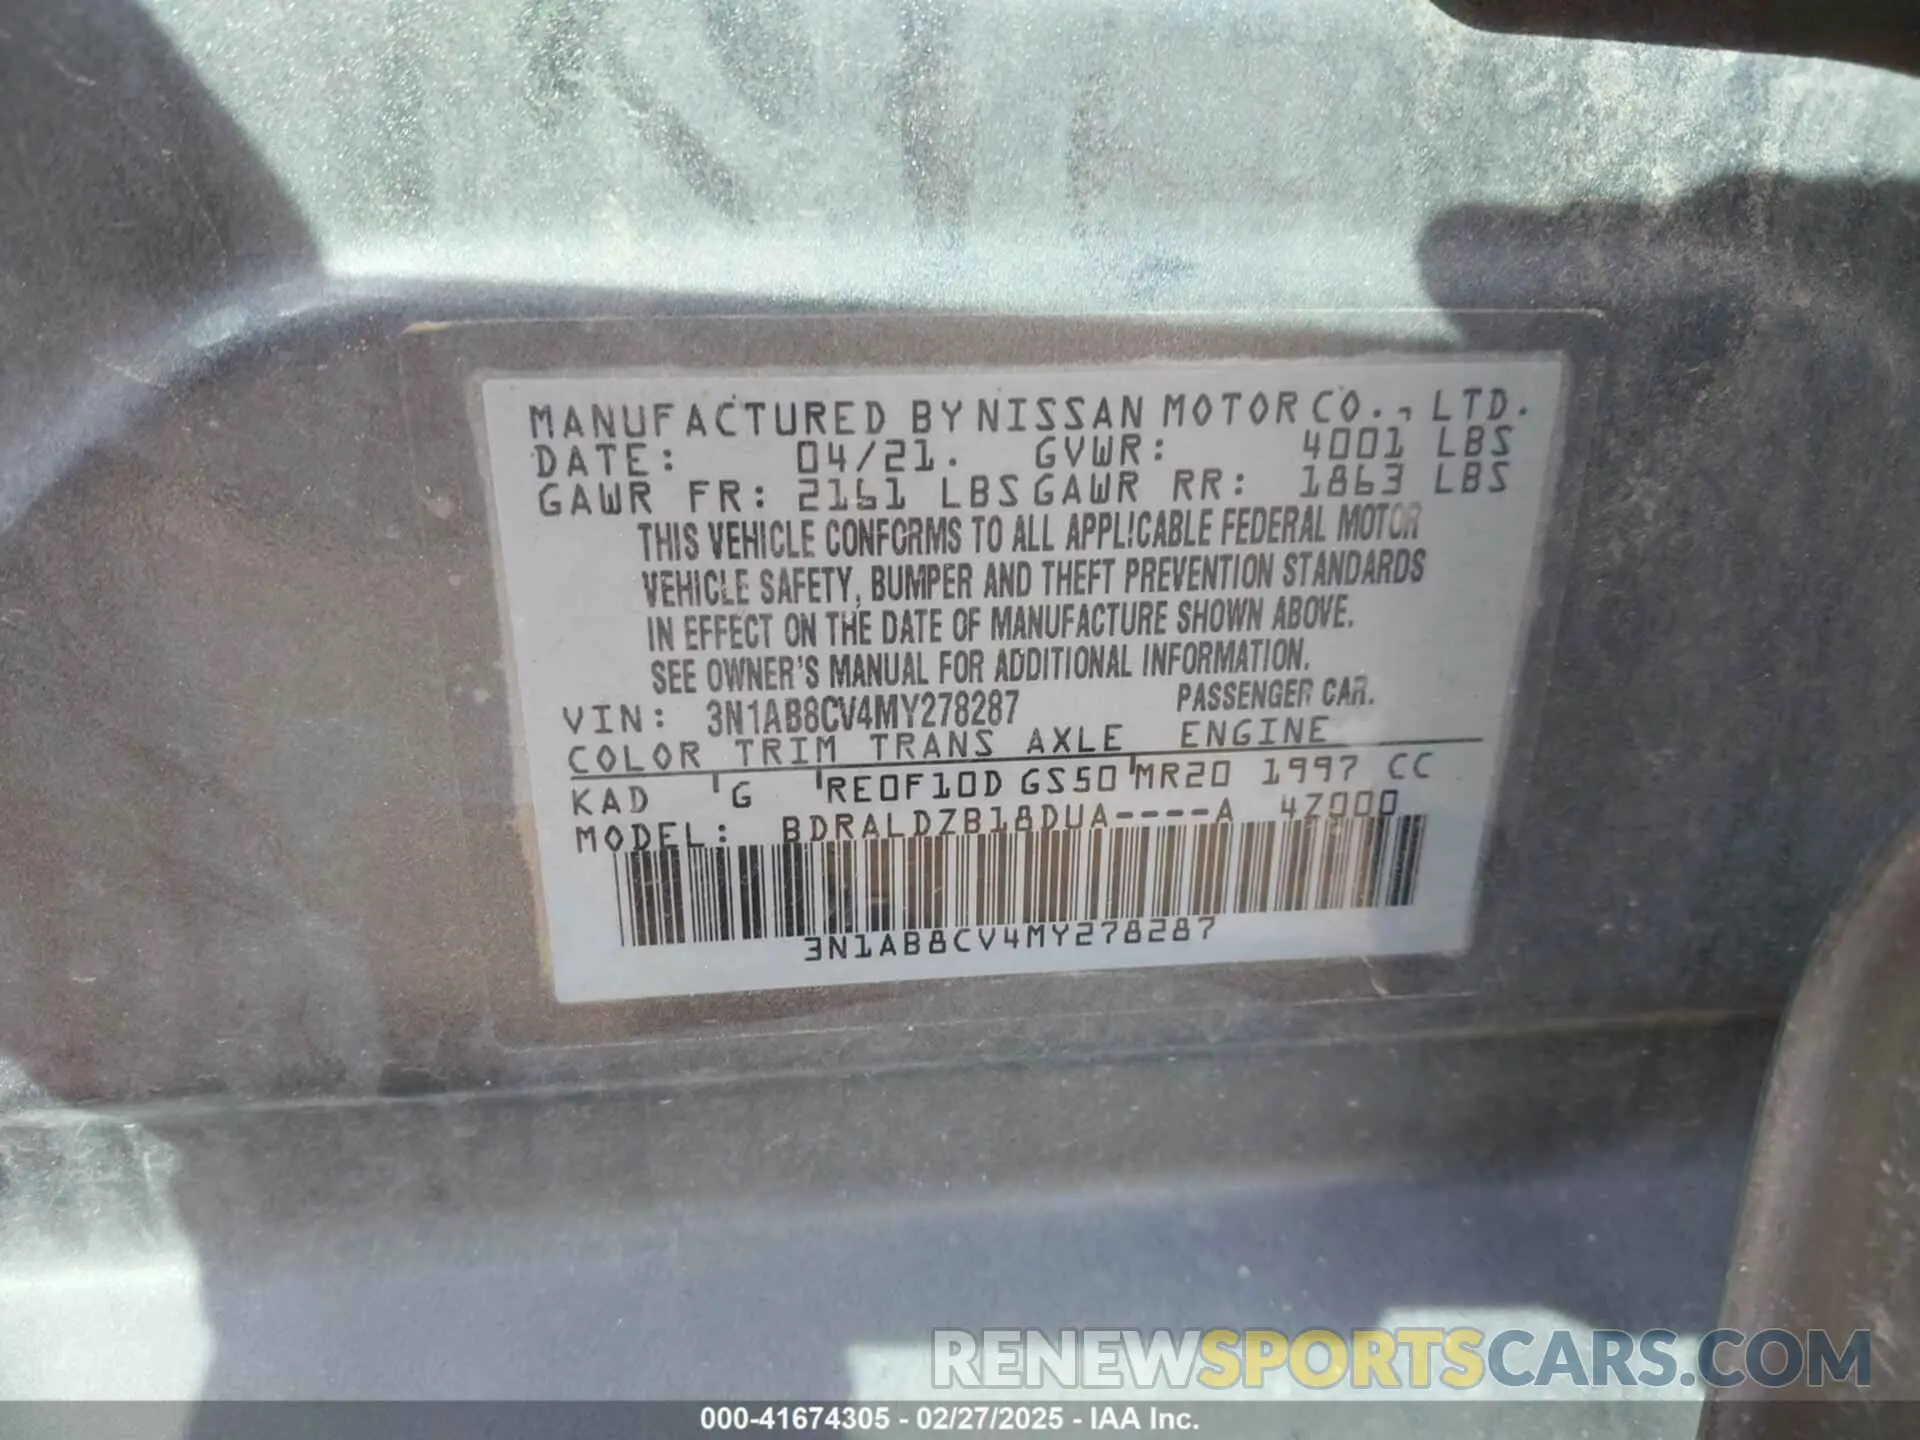 MANUFACTURED BY NISSAN MOTOR CO., LTD.
DATE: 04/21. GVWR: 4001 LBS
GAWR FR: 2161 LBS GAWR RR: 1863 LBS
THIS VEHICLE CONFORMS TO ALL APPLICABLE FEDERAL MOTOR
VEHICLE SAFETY, BUMPER AND THEFT PREVENTION STANDARDS
IN EFFECT ON THE DATE OF MANUFACTURE SHOWN ABOVE.
SEE OWNER'S MANUAL FOR ADDITIONAL INFORMATION.
VIN: 3N1AB8CV4MY278287 PASSENGER CAR.
COLOR TRIM TRANS AXLE ENGINE
KAD G RE0F10D GS50 MR20 1997 CC
MODEL: BDRALDZB18DUA----A 4Z000
3N1AB8CV4MY278287
RENEWSPORTSCARS.COM
000-41674305 - 02/27/2025 - IAA Inc.